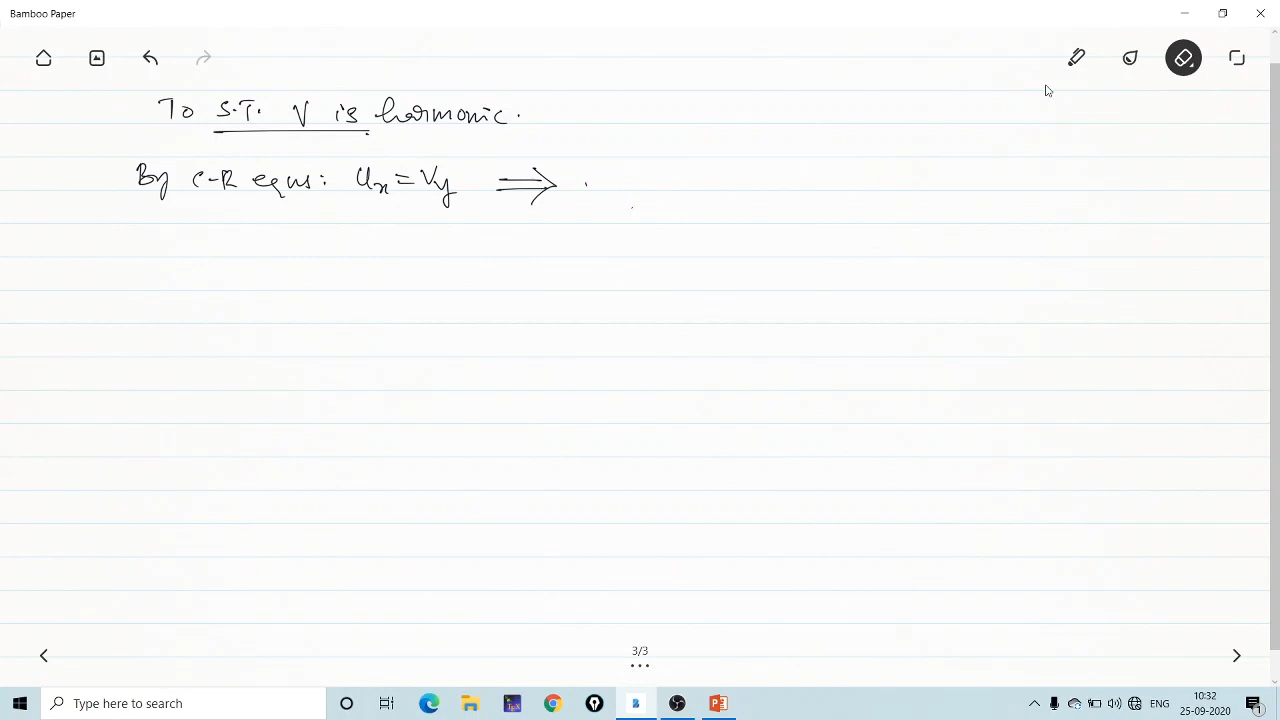 Bamboo Paper
To S.T. V is harmonic.
By C-R equs: Ux = Vy ⟹
3/3
Type here to search
ENG
10:32
25-09-2020